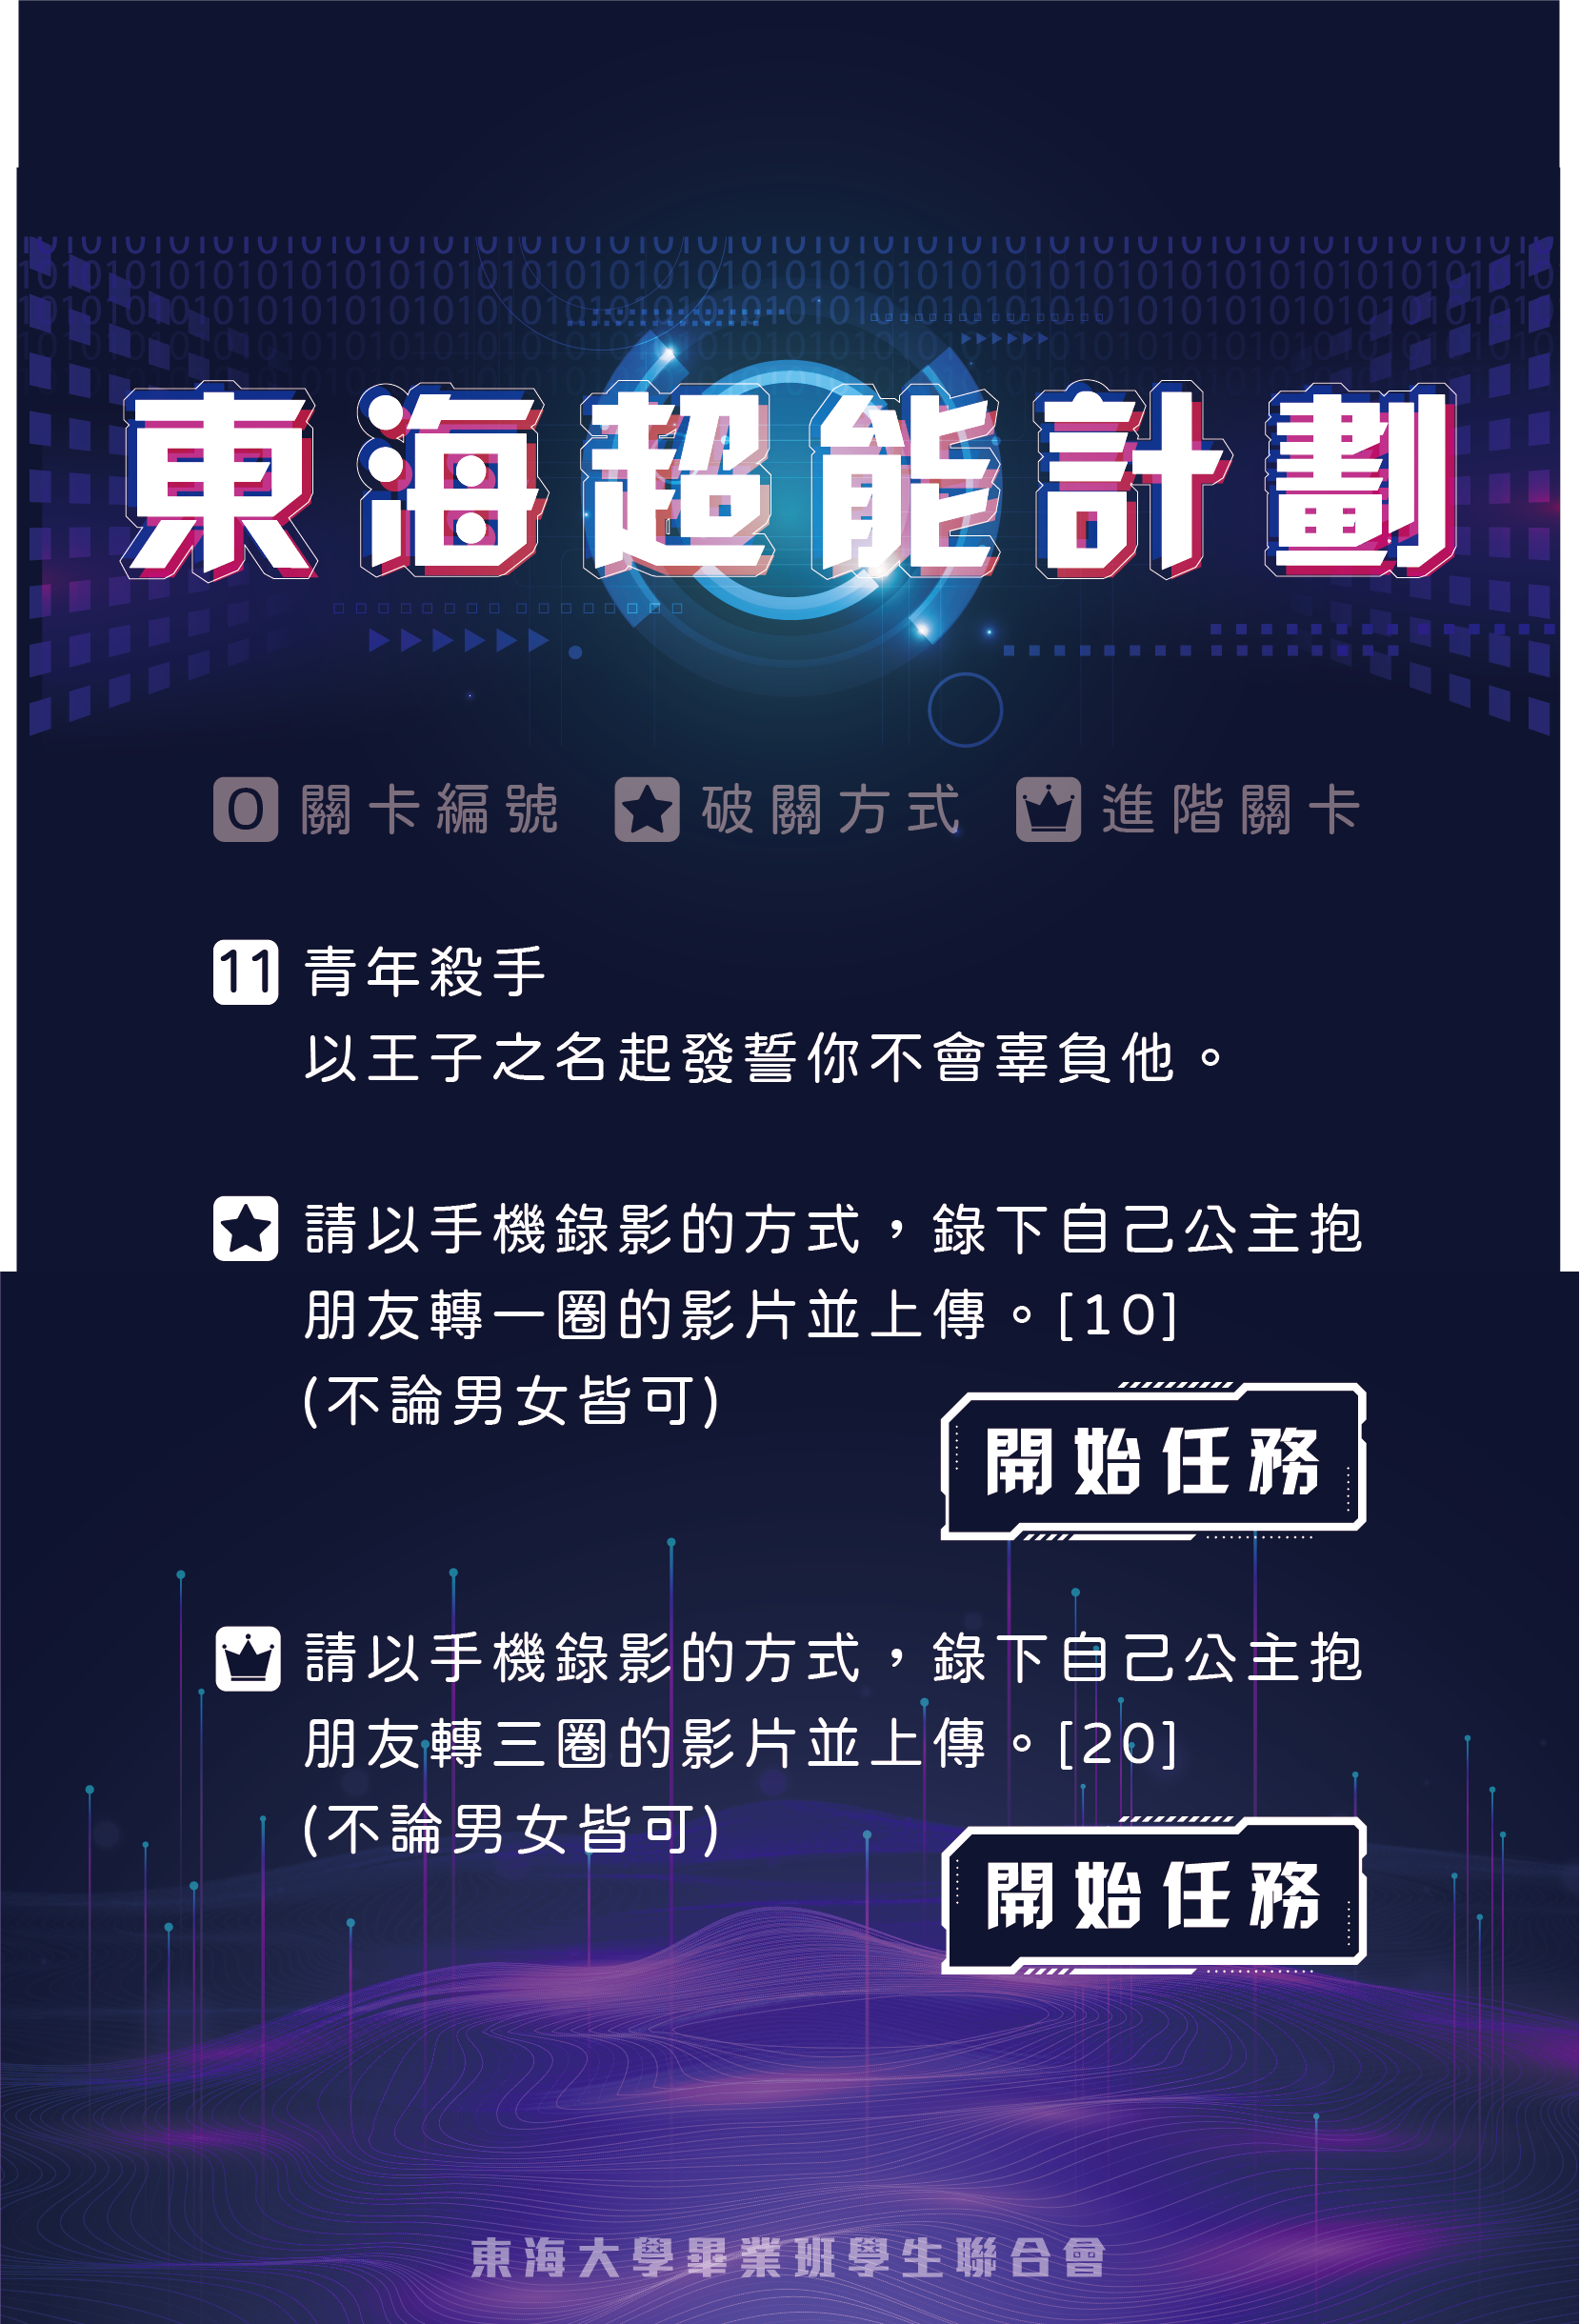 東海超能計劃
0 關卡編號 破關方式 進階關卡
11 青年殺手
以王子之名起發誓你不會辜負他。
請以手機錄影的方式，錄下自己公主抱
朋友轉一圈的影片並上傳。[10]
(不論男女皆可)
開始任務
請以手機錄影的方式，錄下自己公主抱
朋友轉三圈的影片並上傳。[20]
(不論男女皆可)
開始任務
東海大學畢業班學生聯合會